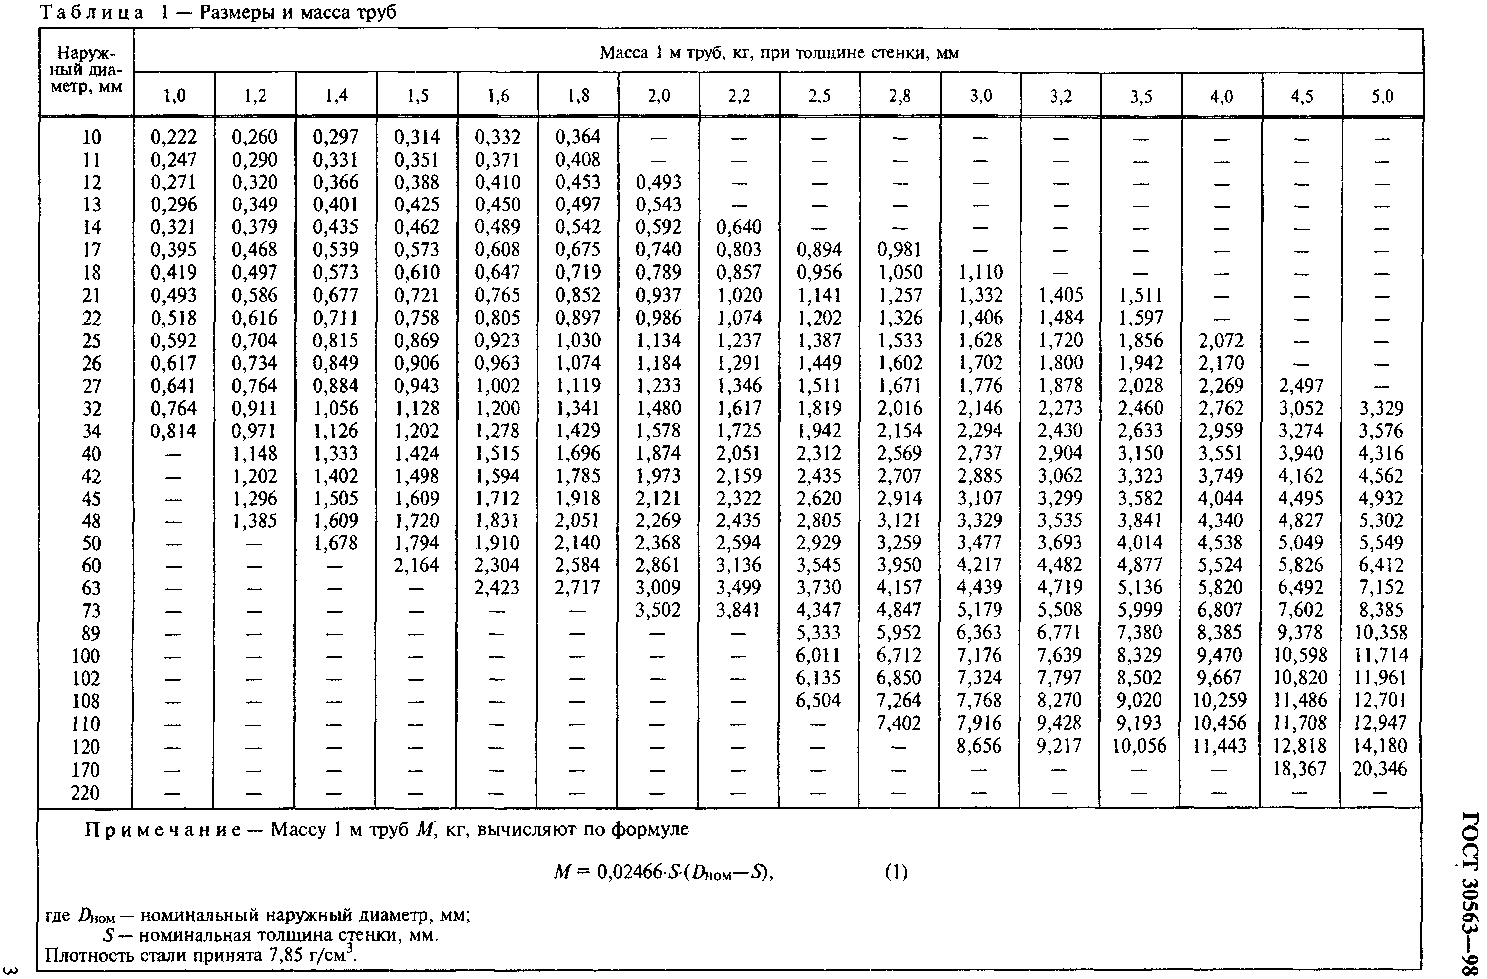 Таблица 1 — Размеры и масса труб
Наруж-
ный диа-
метр, мм
Масса 1 м труб, кг, при толщине стенки, мм
1,0 1,2 1,4 1,5 1,6 1,8 2,0 2,2 2,5 2,8 3,0 3,2 3,5 4,0 4,5 5,0
10 0,222 0,260 0,297 0,314 0,332 0,364 — — — — — — — — — —
11 0,247 0,290 0,331 0,351 0,371 0,408 — — — — — — — — — —
12 0,271 0,320 0,366 0,388 0,410 0,453 0,493 — — — — — — — — —
13 0,296 0,349 0,401 0,425 0,450 0,497 0,543 — — — — — — — — —
14 0,321 0,379 0,435 0,462 0,489 0,542 0,592 0,640 — — — — — — — —
17 0,395 0,468 0,539 0,573 0,608 0,675 0,740 0,803 0,894 0,981 — — — — — —
18 0,419 0,497 0,573 0,610 0,647 0,719 0,789 0,857 0,956 1,050 1,110 — — — — —
21 0,493 0,586 0,677 0,721 0,765 0,852 0,937 1,020 1,141 1,257 1,332 1,405 1,511 — — —
22 0,518 0,616 0,711 0,758 0,805 0,897 0,986 1,074 1,202 1,326 1,406 1,484 1,597 — — —
25 0,592 0,704 0,815 0,869 0,923 1,030 1,134 1,237 1,387 1,533 1,628 1,720 1,856 2,072 — —
26 0,617 0,734 0,849 0,906 0,963 1,074 1,184 1,291 1,449 1,602 1,702 1,800 1,942 2,170 — —
27 0,641 0,764 0,884 0,943 1,002 1,119 1,233 1,346 1,511 1,671 1,776 1,878 2,028 2,269 2,497 —
32 0,764 0,911 1,056 1,128 1,200 1,341 1,480 1,617 1,819 2,016 2,146 2,273 2,460 2,762 3,052 3,329
34 0,814 0,971 1,126 1,202 1,278 1,429 1,578 1,725 1,942 2,154 2,294 2,430 2,633 2,959 3,274 3,576
40 — 1,148 1,333 1,424 1,515 1,696 1,874 2,051 2,312 2,569 2,737 2,904 3,150 3,551 3,940 4,316
42 — 1,202 1,402 1,498 1,594 1,785 1,973 2,159 2,435 2,707 2,885 3,062 3,323 3,749 4,162 4,562
45 — 1,296 1,505 1,609 1,712 1,918 2,121 2,322 2,620 2,914 3,107 3,299 3,582 4,044 4,495 4,932
48 — 1,385 1,609 1,720 1,831 2,051 2,269 2,435 2,805 3,121 3,329 3,535 3,841 4,340 4,827 5,302
50 — — 1,678 1,794 1,910 2,140 2,368 2,594 2,929 3,259 3,477 3,693 4,014 4,538 5,049 5,549
60 — — — 2,164 2,304 2,584 2,861 3,136 3,545 3,950 4,217 4,482 4,877 5,524 5,826 6,412
63 — — — — 2,423 2,717 3,009 3,499 3,730 4,157 4,439 4,719 5,136 5,820 6,492 7,152
73 — — — — — — 3,502 3,841 4,347 4,847 5,179 5,508 5,999 6,807 7,602 8,385
89 — — — — — — — — 5,333 5,952 6,363 6,771 7,380 8,385 9,378 10,358
100 — — — — — — — — 6,011 6,712 7,176 7,639 8,329 9,470 10,598 11,714
102 — — — — — — — — 6,135 6,850 7,324 7,797 8,502 9,667 10,820 11,961
108 — — — — — — — — 6,504 7,264 7,768 8,270 9,020 10,259 11,486 12,701
110 — — — — — — — — — 7,402 7,916 9,428 9,193 10,456 11,708 12,947
120 — — — — — — — — — — 8,656 9,217 10,056 11,443 12,818 14,180
170 — — — — — — — — — — — — — — 18,367 20,346
220 — — — — — — — — — — — — — — — —
Примечание — Массу 1 м труб М, кг, вычисляют по формуле
M = 0,02466·S·(Dном—S), (1)
где Dном — номинальный наружный диаметр, мм;
S — номинальная толщина стенки, мм.
Плотность стали принята 7,85 г/см³.
ГОСТ 30563—98
3